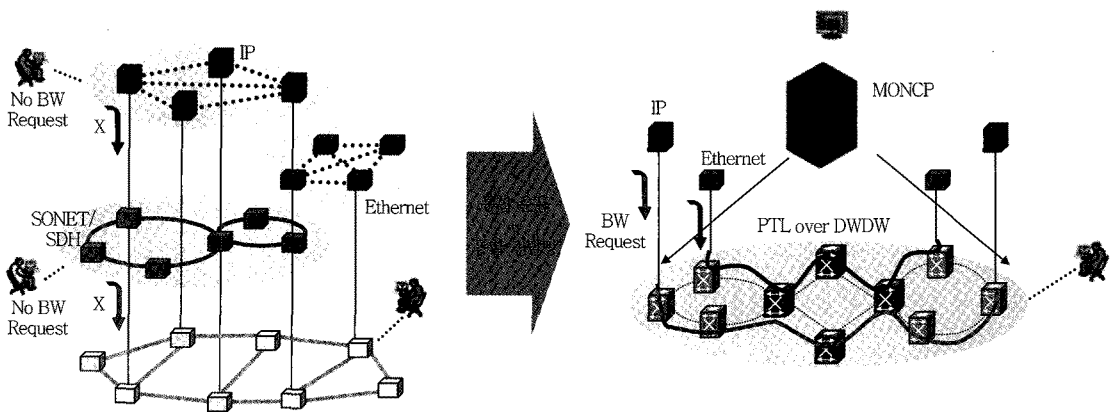 IP
No BW
Request
X
Ethernet
SONET/
SDH
No BW
Request
X
MONCP
IP
Ethernet
BW
Request
PTL over DWDW